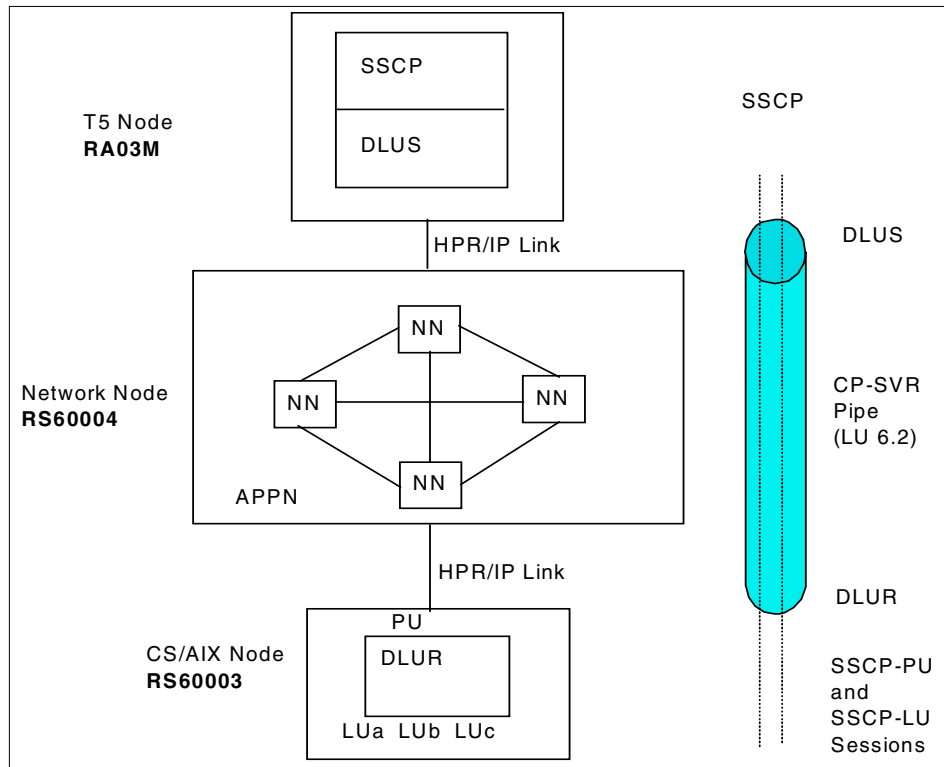 SSCP
DLUS
T5 Node
RA03M
HPR/IP Link
NN
NN
NN
NN
APPN
Network Node
RS60004
HPR/IP Link
PU
DLUR
CS/AIX Node
RS60003
LUa LUb LUc
SSCP
DLUS
CP-SVR
Pipe
(LU 6.2)
DLUR
SSCP-PU
and
SSCP-LU
Sessions